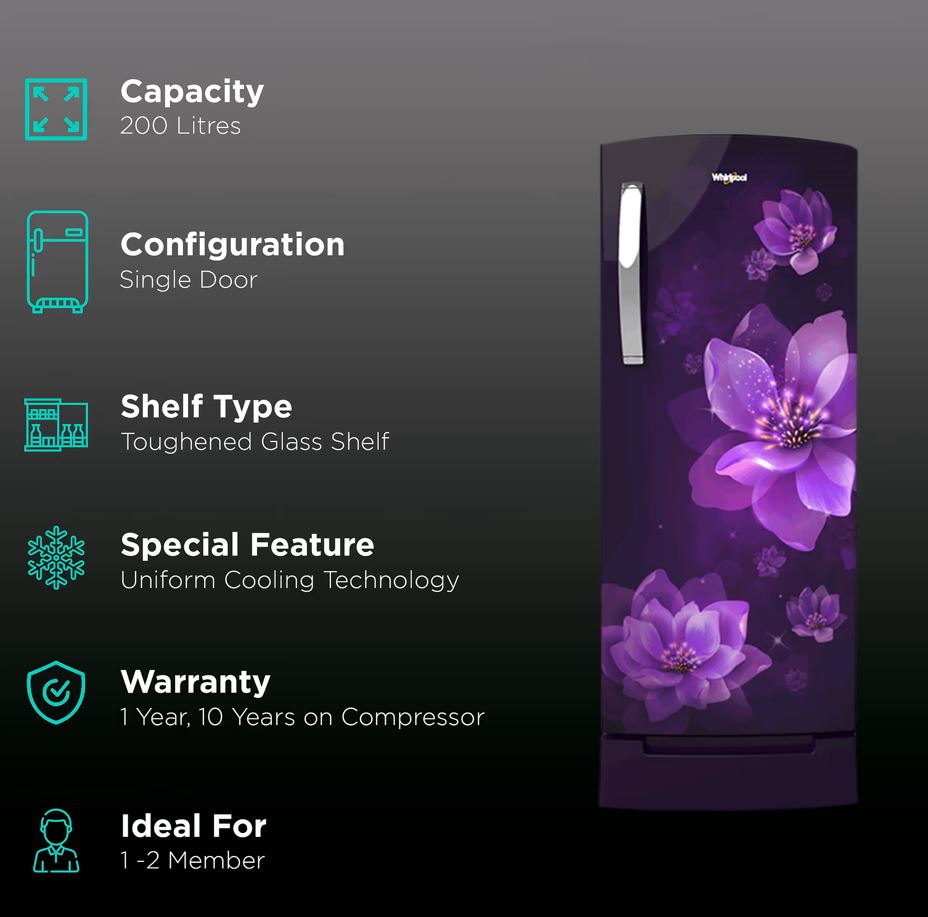 Capacity
200 Litres
Whirlpool
Configuration
Single Door
Shelf Type
Toughened Glass Shelf
Special Feature
Uniform Cooling Technology
Warranty
1 Year, 10 Years on Compressor
Ideal For
1 -2 Member